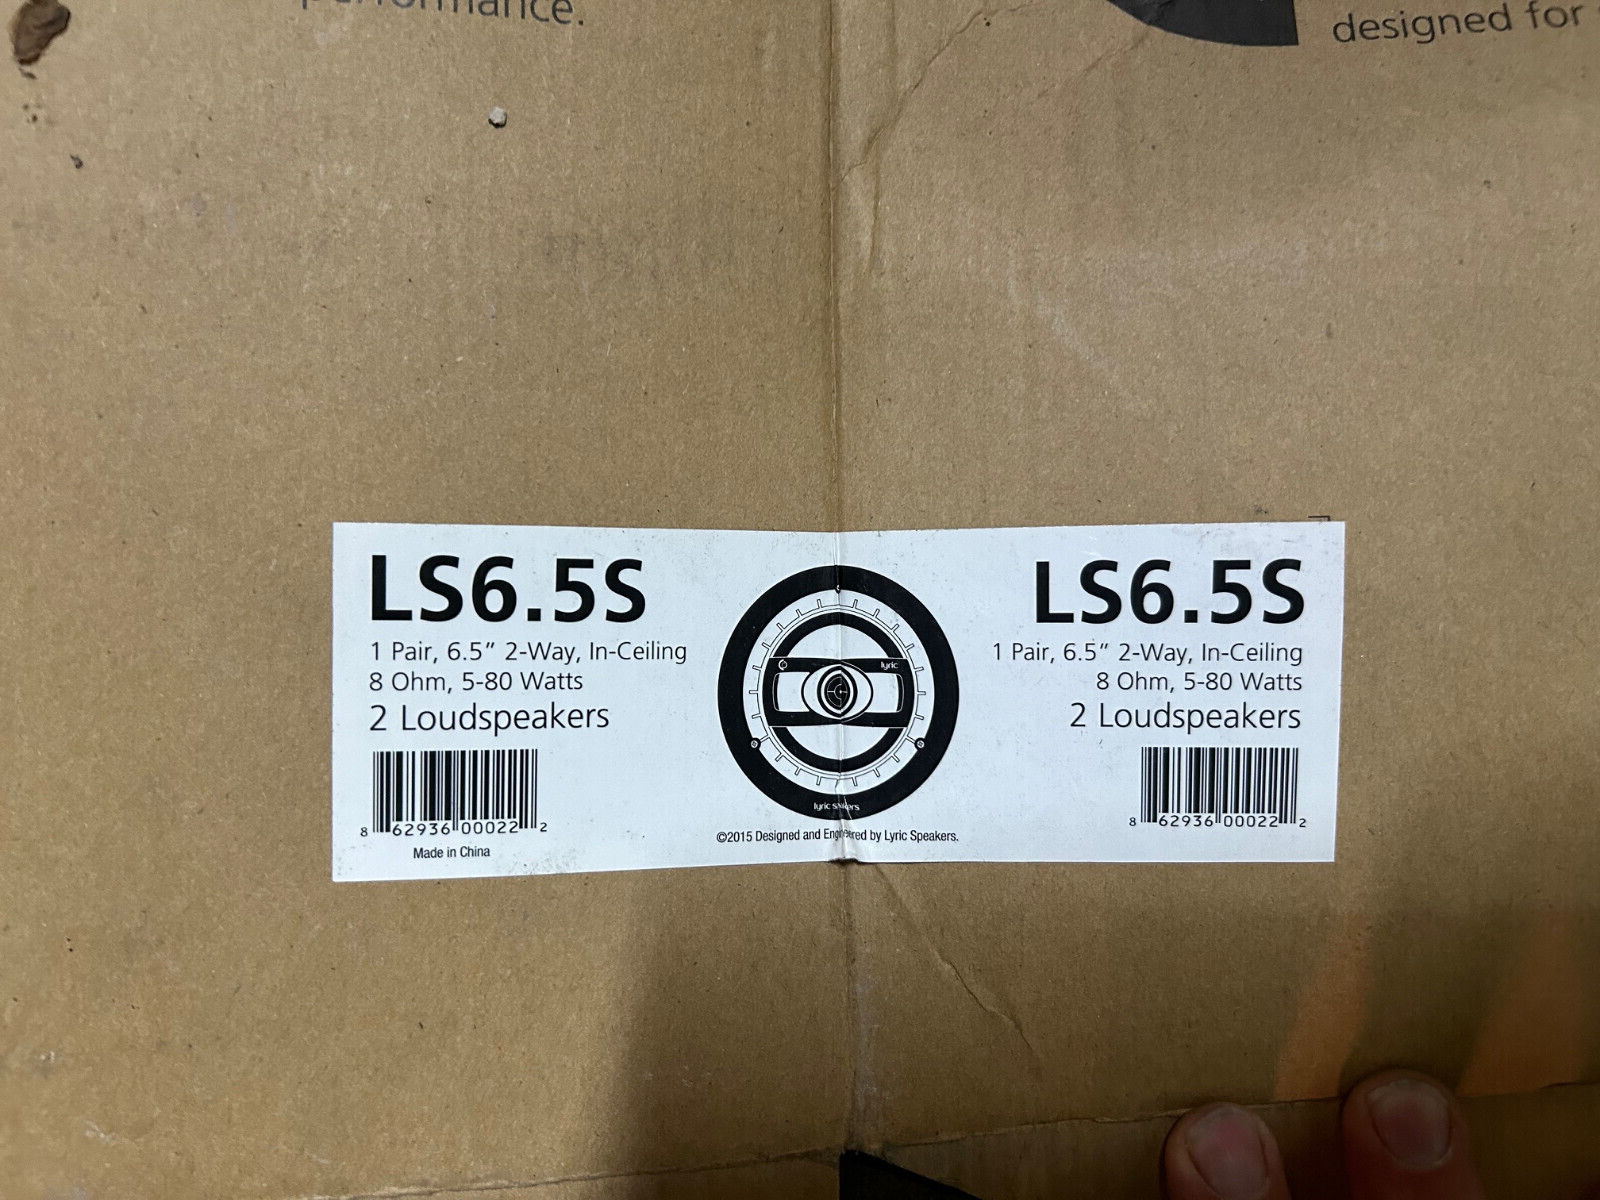 performance.
designed for
LS6.5S
1 Pair, 6.5" 2-Way, In-Ceiling
8 Ohm, 5-80 Watts
2 Loudspeakers
8 62936 00022 2
Made in China
lyric
lyric
©2015 Designed and Engineered by Lyric Speakers.
LS6.5S
1 Pair, 6.5" 2-Way, In-Ceiling
8 Ohm, 5-80 Watts
2 Loudspeakers
8 62936 00022 2